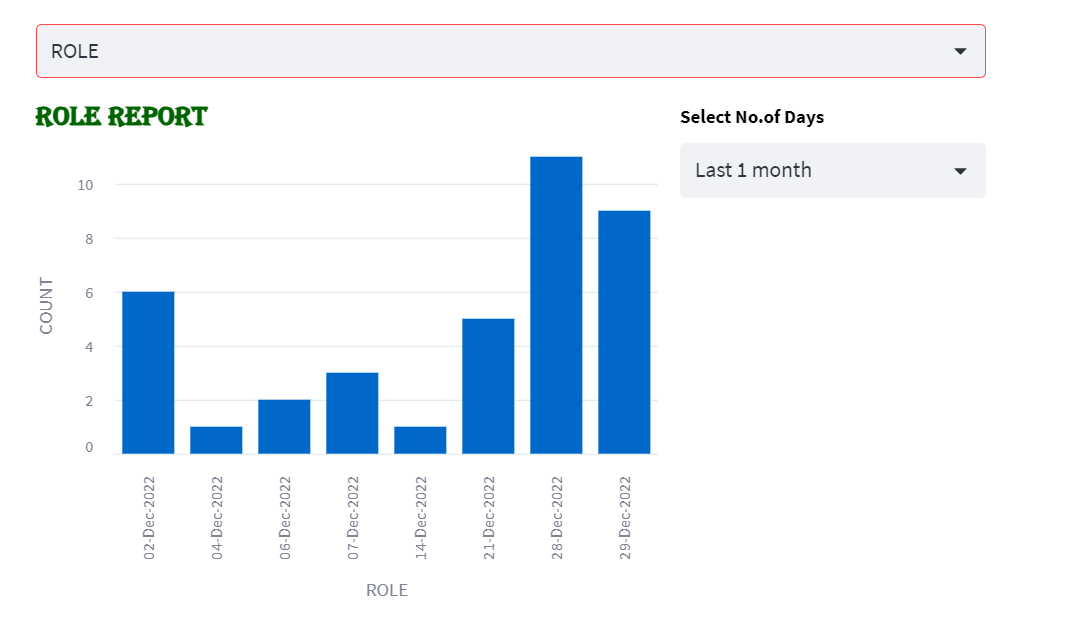 ROLE
ROLE REPORT
Select No.of Days
Last 1 month
10
8
6
4
2
0
COUNT
02-Dec-2022
04-Dec-2022
06-Dec-2022
07-Dec-2022
14-Dec-2022
21-Dec-2022
28-Dec-2022
29-Dec-2022
ROLE